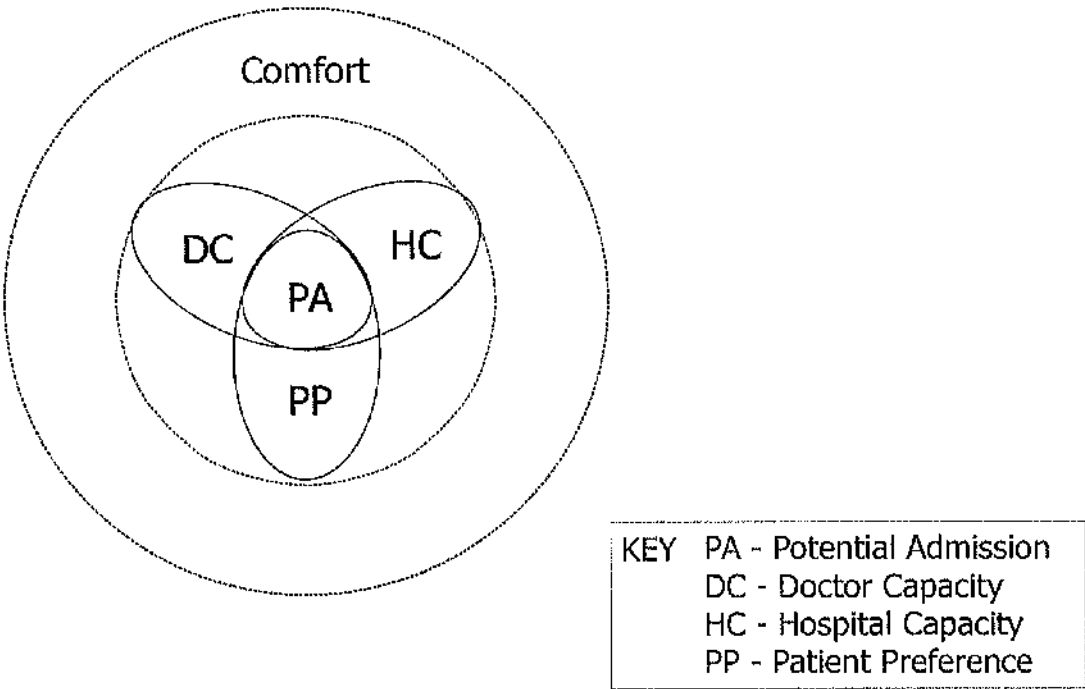 Comfort
DC
HC
PA
PP
KEY PA - Potential Admission
DC - Doctor Capacity
HC - Hospital Capacity
PP - Patient Preference